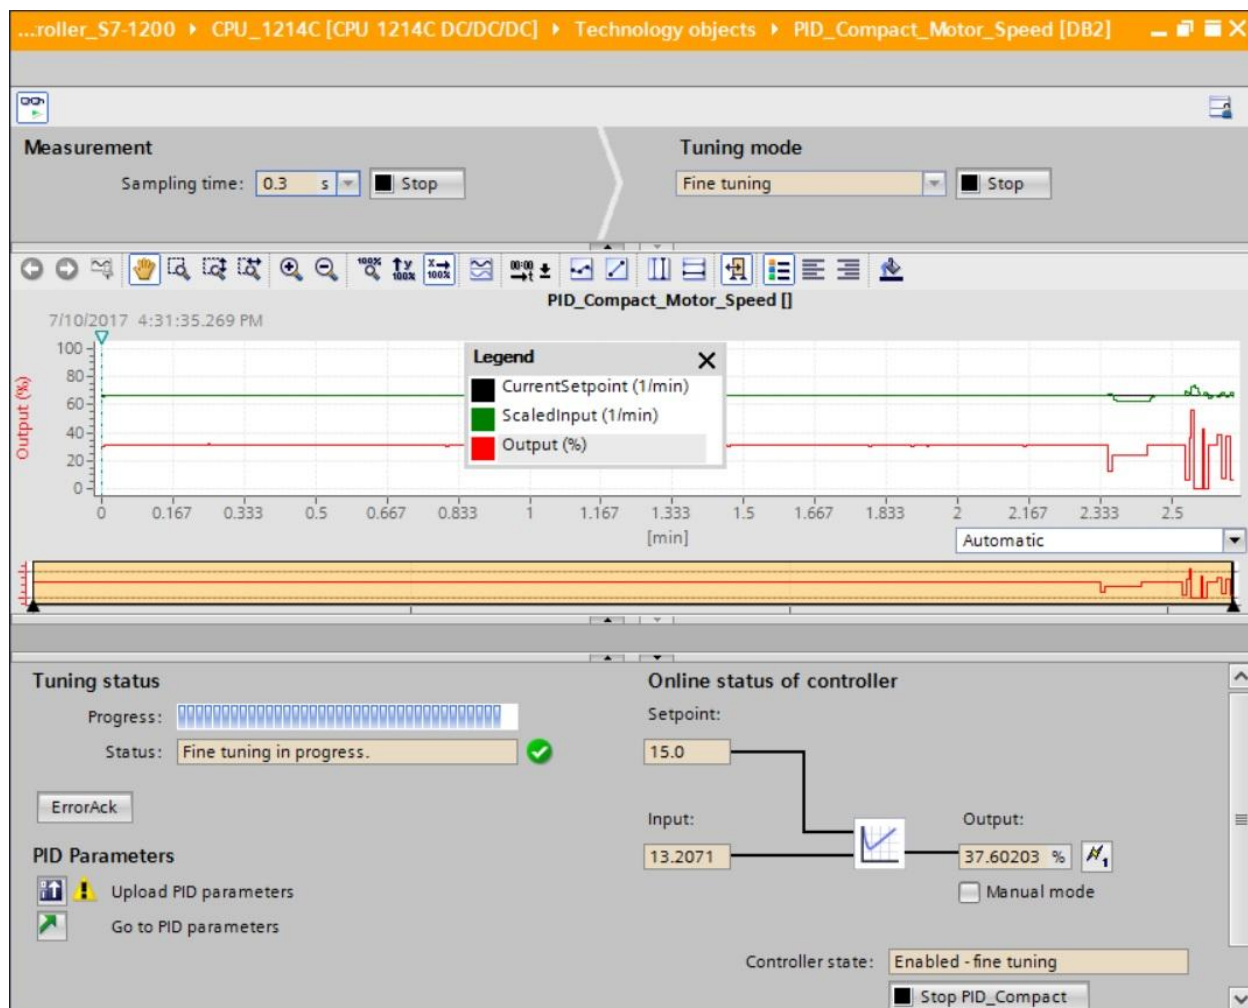 ...roller_S7-1200 ▸ CPU_1214C [CPU 1214C DC/DC/DC] ▸ Technology objects ▸ PID_Compact_Motor_Speed [DB2]
Measurement
Sampling time: 0.3 s Stop
Tuning mode
Fine tuning Stop
PID_Compact_Motor_Speed []
7/10/2017 4:31:35.269 PM
Output (%)
100
80
60
40
20
0
Legend
CurrentSetpoint (1/min)
ScaledInput (1/min)
Output (%)
0 0.167 0.333 0.5 0.667 0.833 1 1.167 1.333 1.5 1.667 1.833 2 2.167 2.333 2.5
[min]
Automatic
Tuning status
Progress:
Status: Fine tuning in progress.
ErrorAck
PID Parameters
Upload PID parameters
Go to PID parameters
Online status of controller
Setpoint:
15.0
Input:
13.2071
Output:
37.60203 %
Manual mode
Controller state: Enabled - fine tuning
Stop PID_Compact